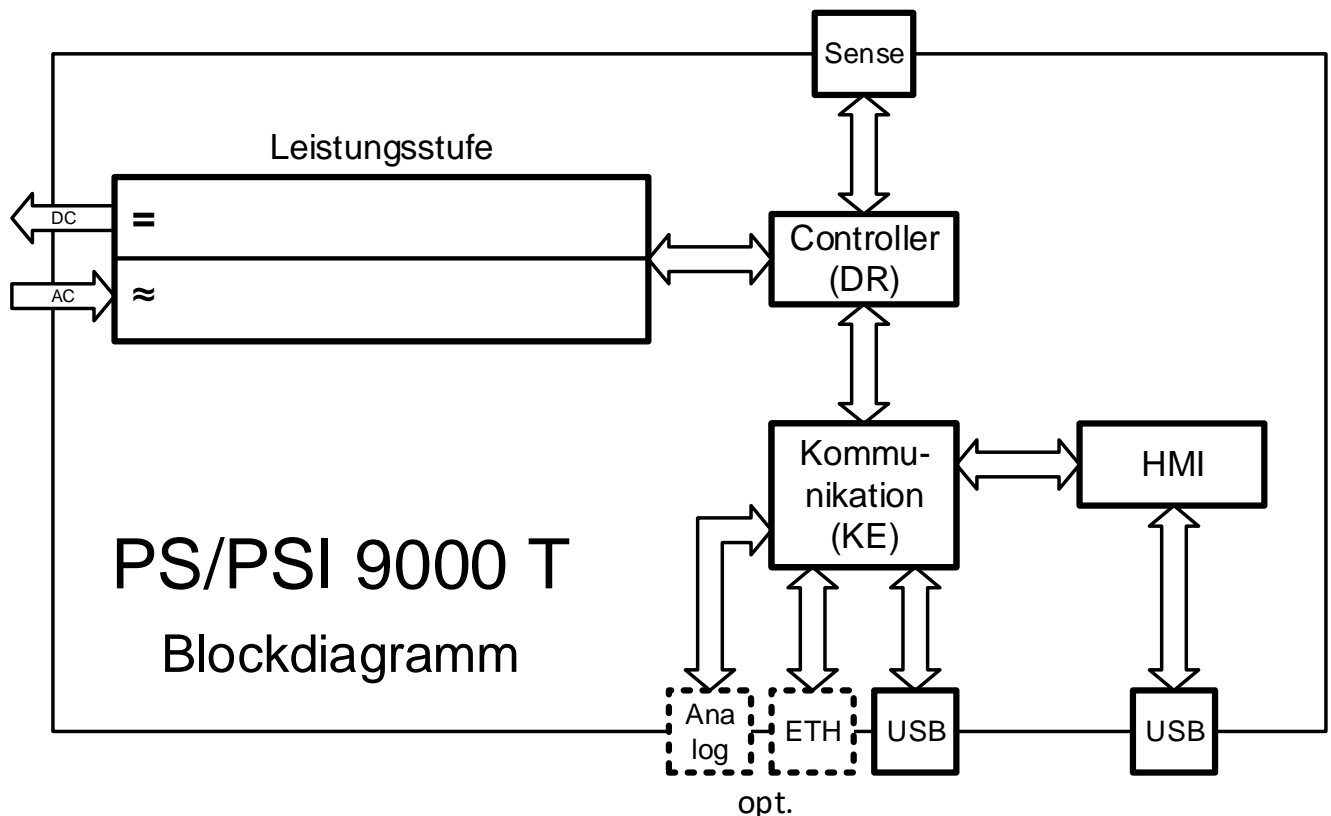 Sense
Leistungsstufe
DC
=
Controller
(DR)
AC
≈
Kommu-
nikation
(KE)
HMI
PS/PSI 9000 T
Blockdiagramm
Ana
log
ETH
USB
USB
opt.